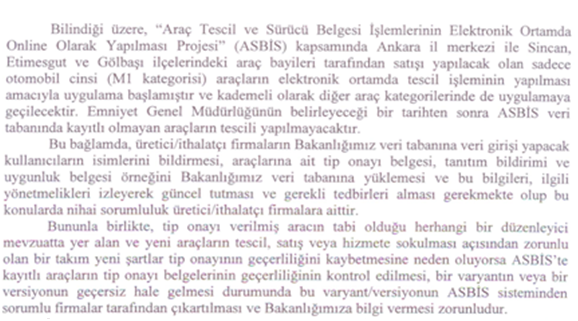 Bilindiği üzere, “Araç Tescil ve Sürücü Belgesi İşlemlerinin Elektronik Ortamda
Online Olarak Yapılması Projesi” (ASBİS) kapsamında Ankara il merkezi ile Sincan,
Etimesgut ve Gölbaşı ilçelerindeki araç bayileri tarafından satışı yapılacak olan sadece
otomobil cinsi (M1 kategorisi) araçların elektronik ortamda tescil işleminin yapılması
amacıyla uygulama başlamıştır ve kademeli olarak diğer araç kategorilerinde de uygulamaya
geçilecektir. Emniyet Genel Müdürlüğünün belirleyeceği bir tarihten sonra ASBİS veri
tabanında kayıtlı olmayan araçların tescili yapılmayacaktır.
Bu bağlamda, üretici/ithalatçı firmaların Bakanlığımız veri tabanına veri girişi yapacak
kullanıcıların isimlerini bildirmesi, araçlarına ait tip onayı belgesi, tanıtım bildirimi ve
uygunluk belgesi örneğini Bakanlığımız veri tabanına yüklemesi ve bu bilgileri, ilgili
yönetmelikleri izleyerek güncel tutması ve gerekli tedbirleri alması gerekmekte olup bu
konularda nihai sorumluluk üretici/ithalatçı firmalara aittir.
Bununla birlikte, tip onayı verilmiş aracın tabi olduğu herhangi bir düzenleyici
mevzuatta yer alan ve yeni araçların tescil, satış veya hizmete sokulması açısından zorunlu
olan bir takım yeni şartlar tip onayının geçerliliğini kaybetmesine neden oluyorsa ASBİS’te
kayıtlı araçların tip onayı belgelerinin geçerliliğinin kontrol edilmesi, bir varyantın veya bir
versiyonun geçersiz hale gelmesi durumunda bu varyant/versiyonun ASBİS sisteminden
sorumlu firmalar tarafından çıkartılması ve Bakanlığımıza bilgi vermesi zorunludur.